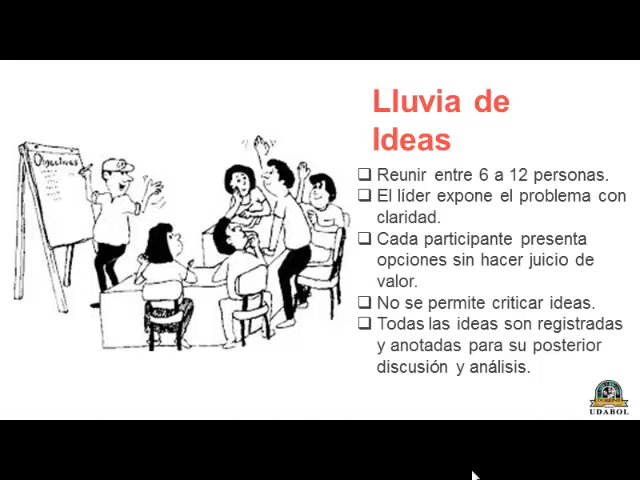 Lluvia de
Ideas
Objectives
Reunir entre 6 a 12 personas.
El líder expone el problema con
claridad.
Cada participante presenta
opciones sin hacer juicio de
valor.
No se permite criticar ideas.
Todas las ideas son registradas
y anotadas para su posterior
discusión y análisis.
UDABOL